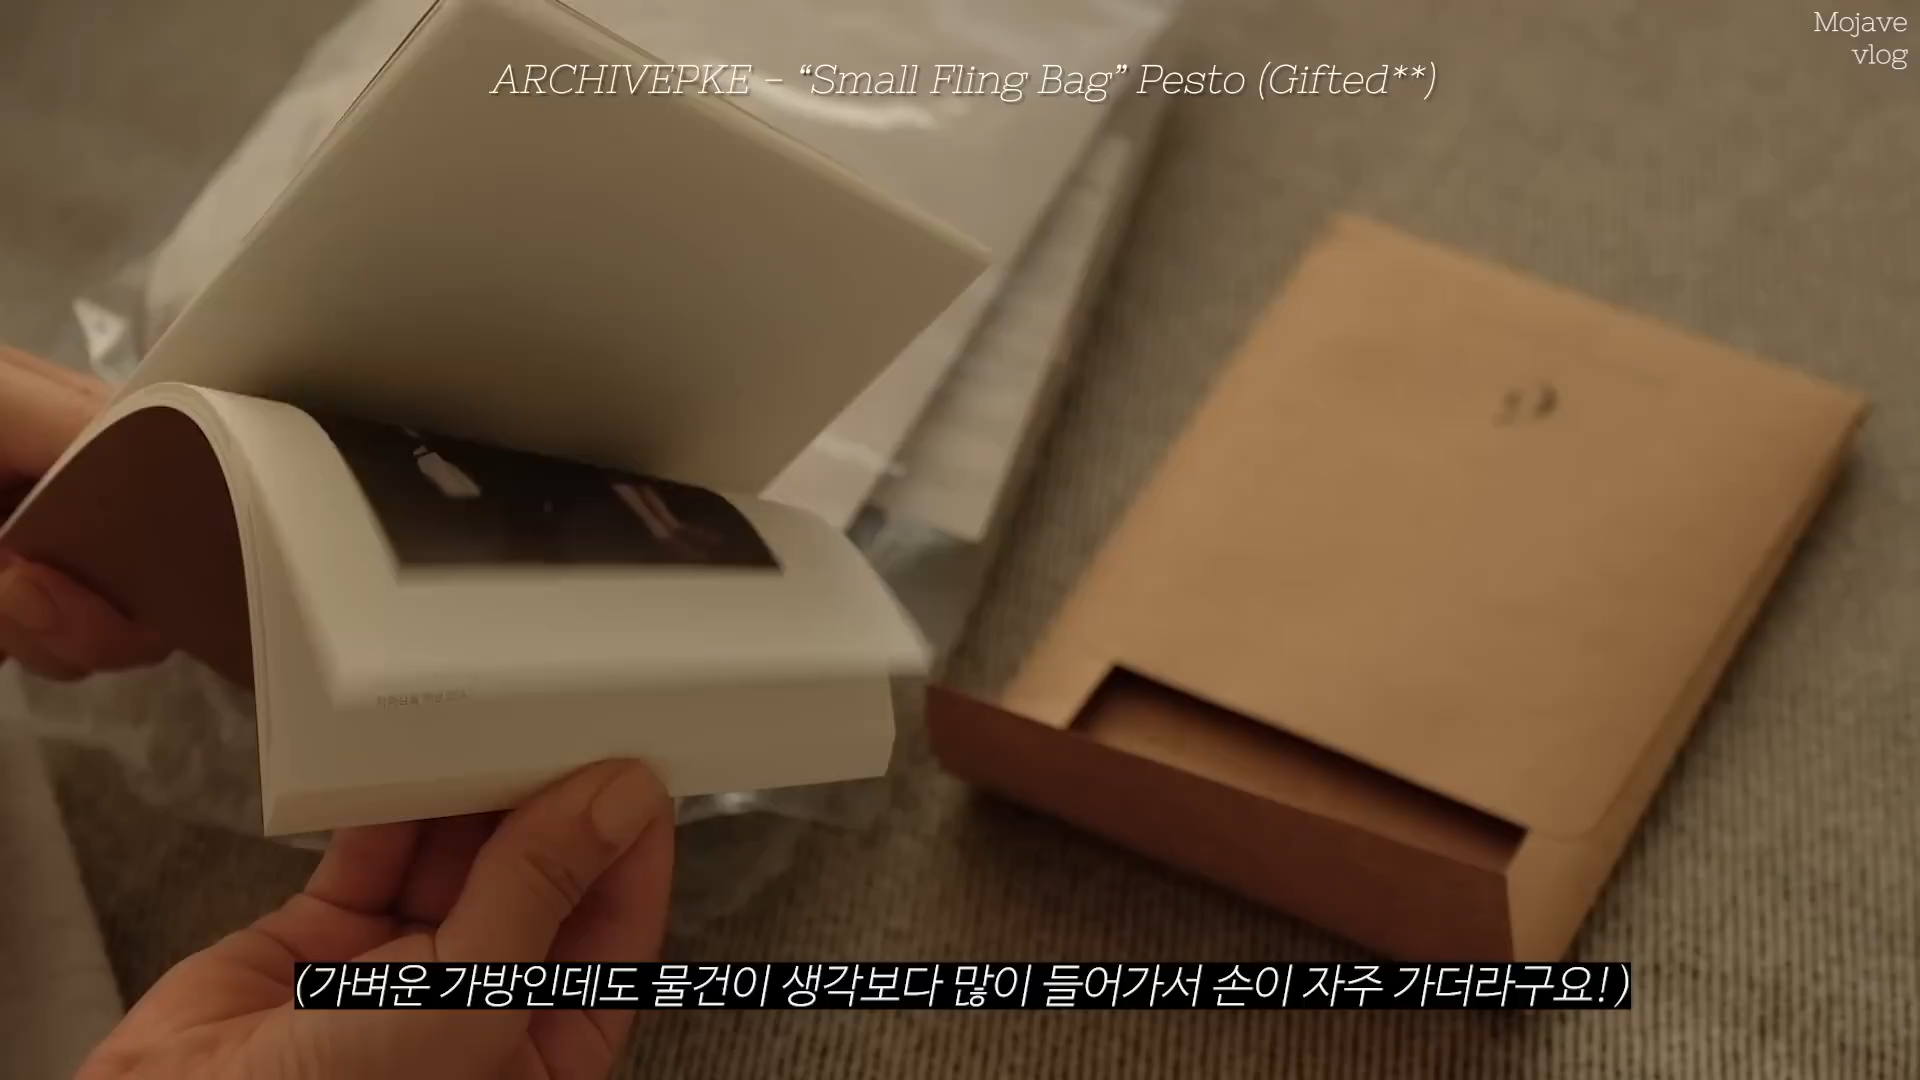 Mojave
vlog
ARCHIVEPKE - “Small Fling Bag” Pesto (Gifted**)
(가벼운 가방인데도 물건이 생각보다 많이 들어가서 손이 자주 가더라구요!)